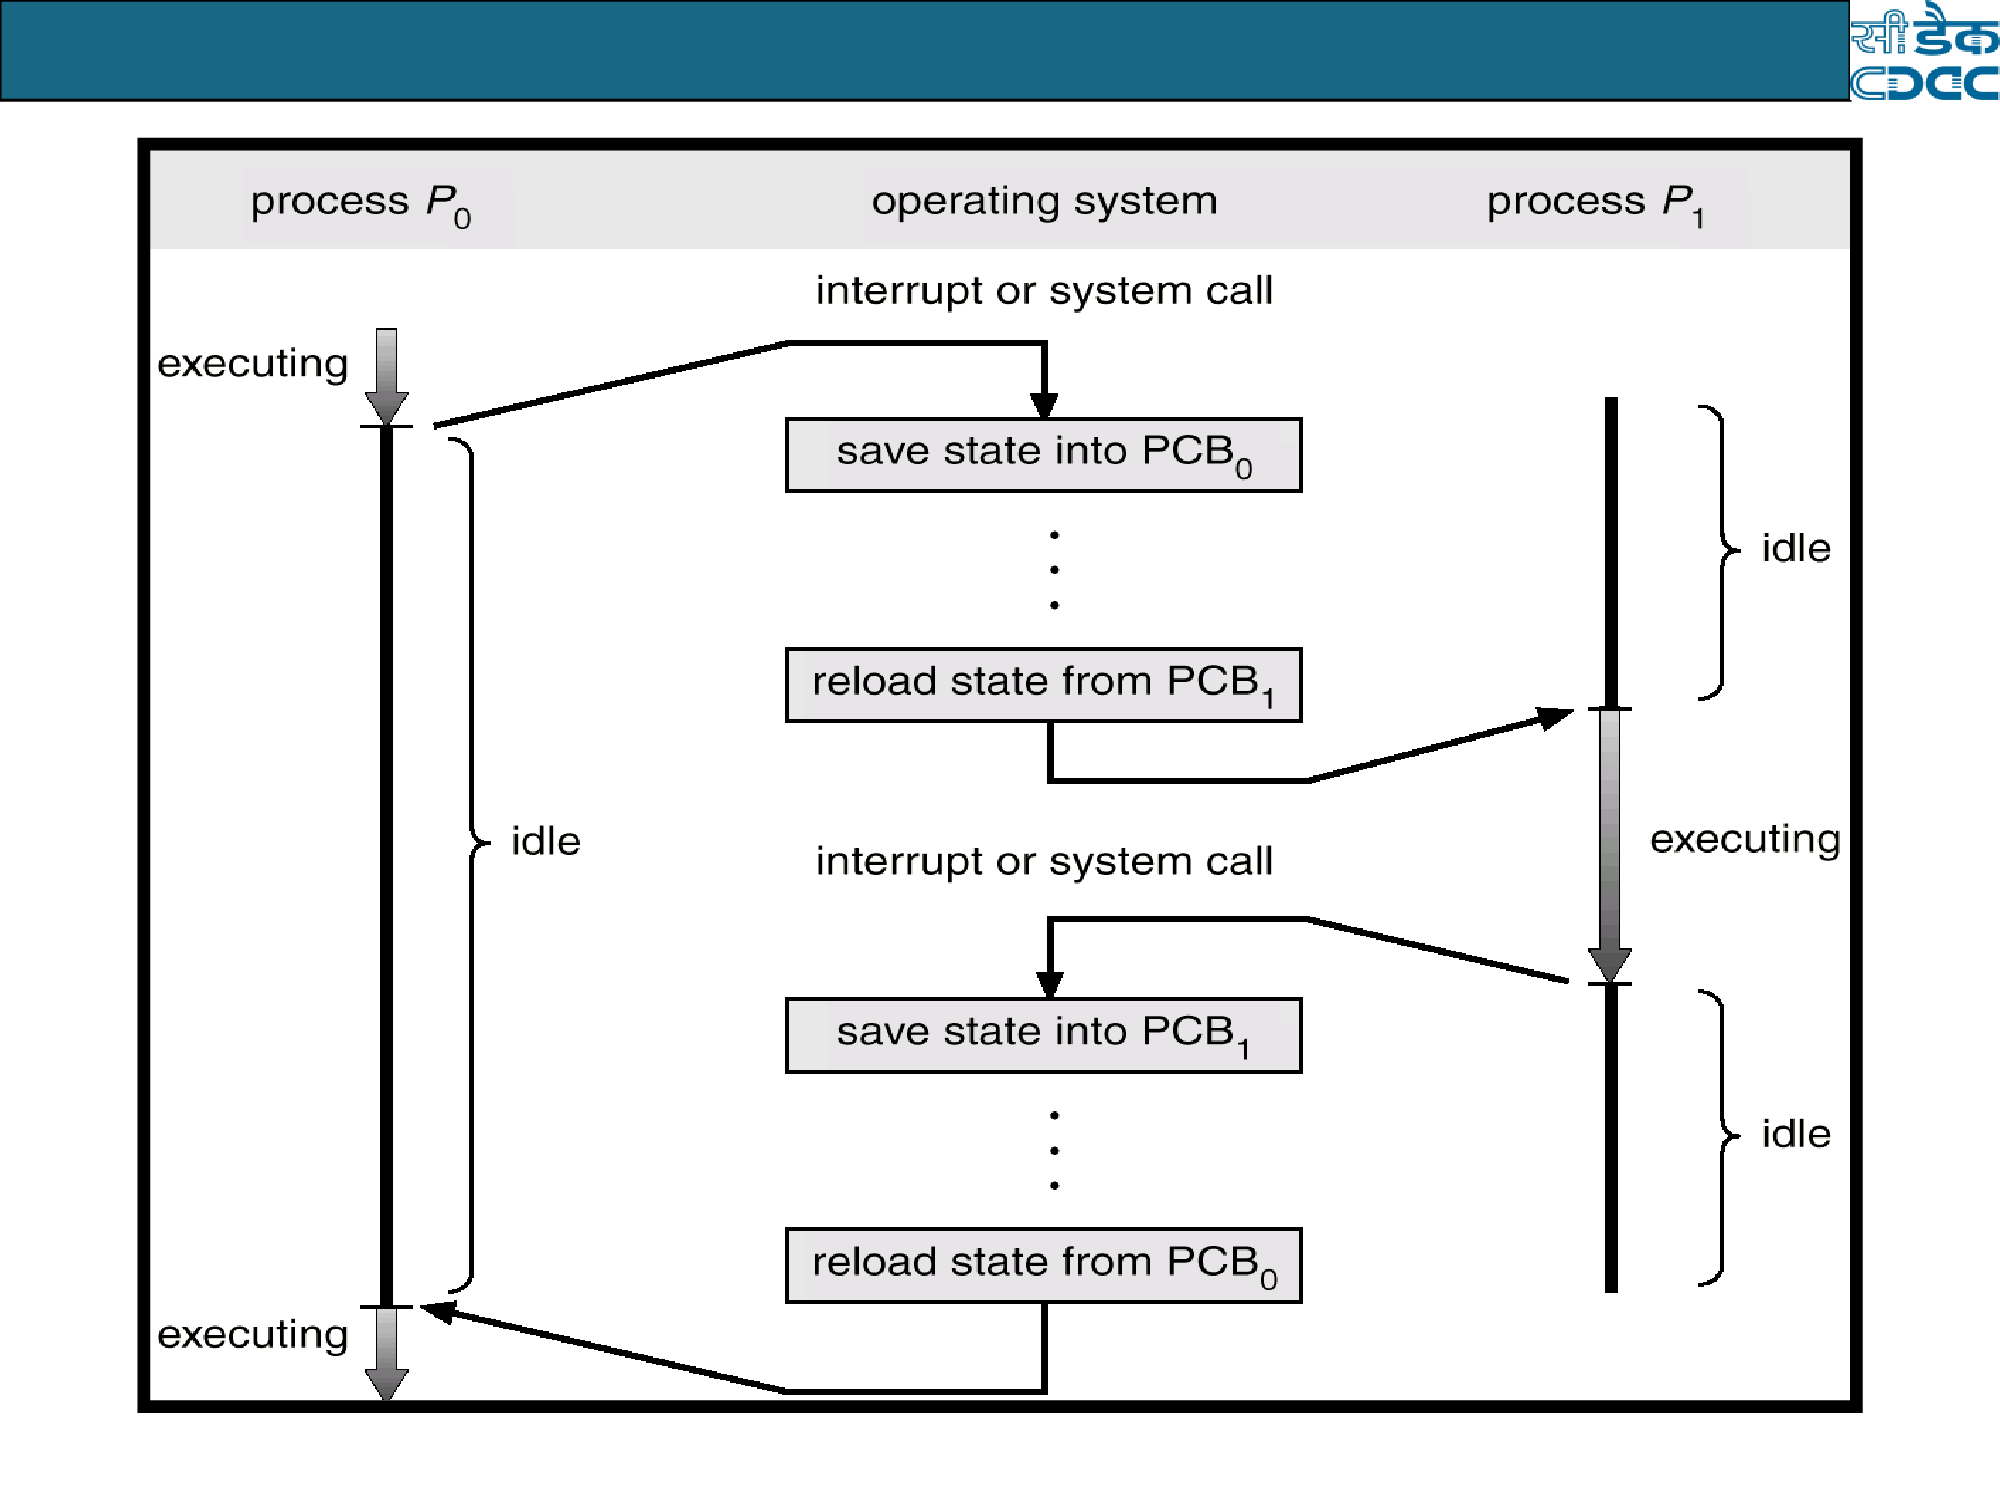 सी डैक
CDAC
process P0 operating system process P1
interrupt or system call
executing
save state into PCB0
idle
reload state from PCB1
executing
idle
interrupt or system call
save state into PCB1
idle
reload state from PCB0
executing